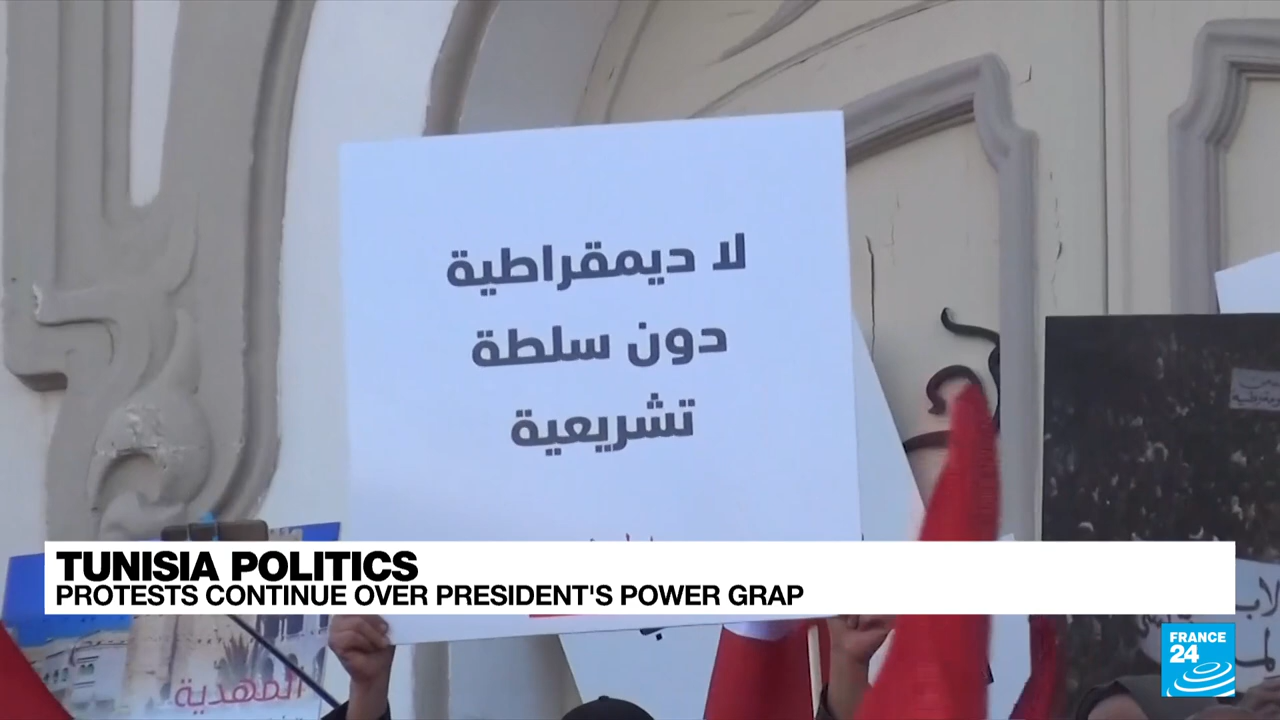 لا ديمقراطية
دون سلطة
تشريعية
المهدية
TUNISIA POLITICS
PROTESTS CONTINUE OVER PRESIDENT'S POWER GRAP
FRANCE
24